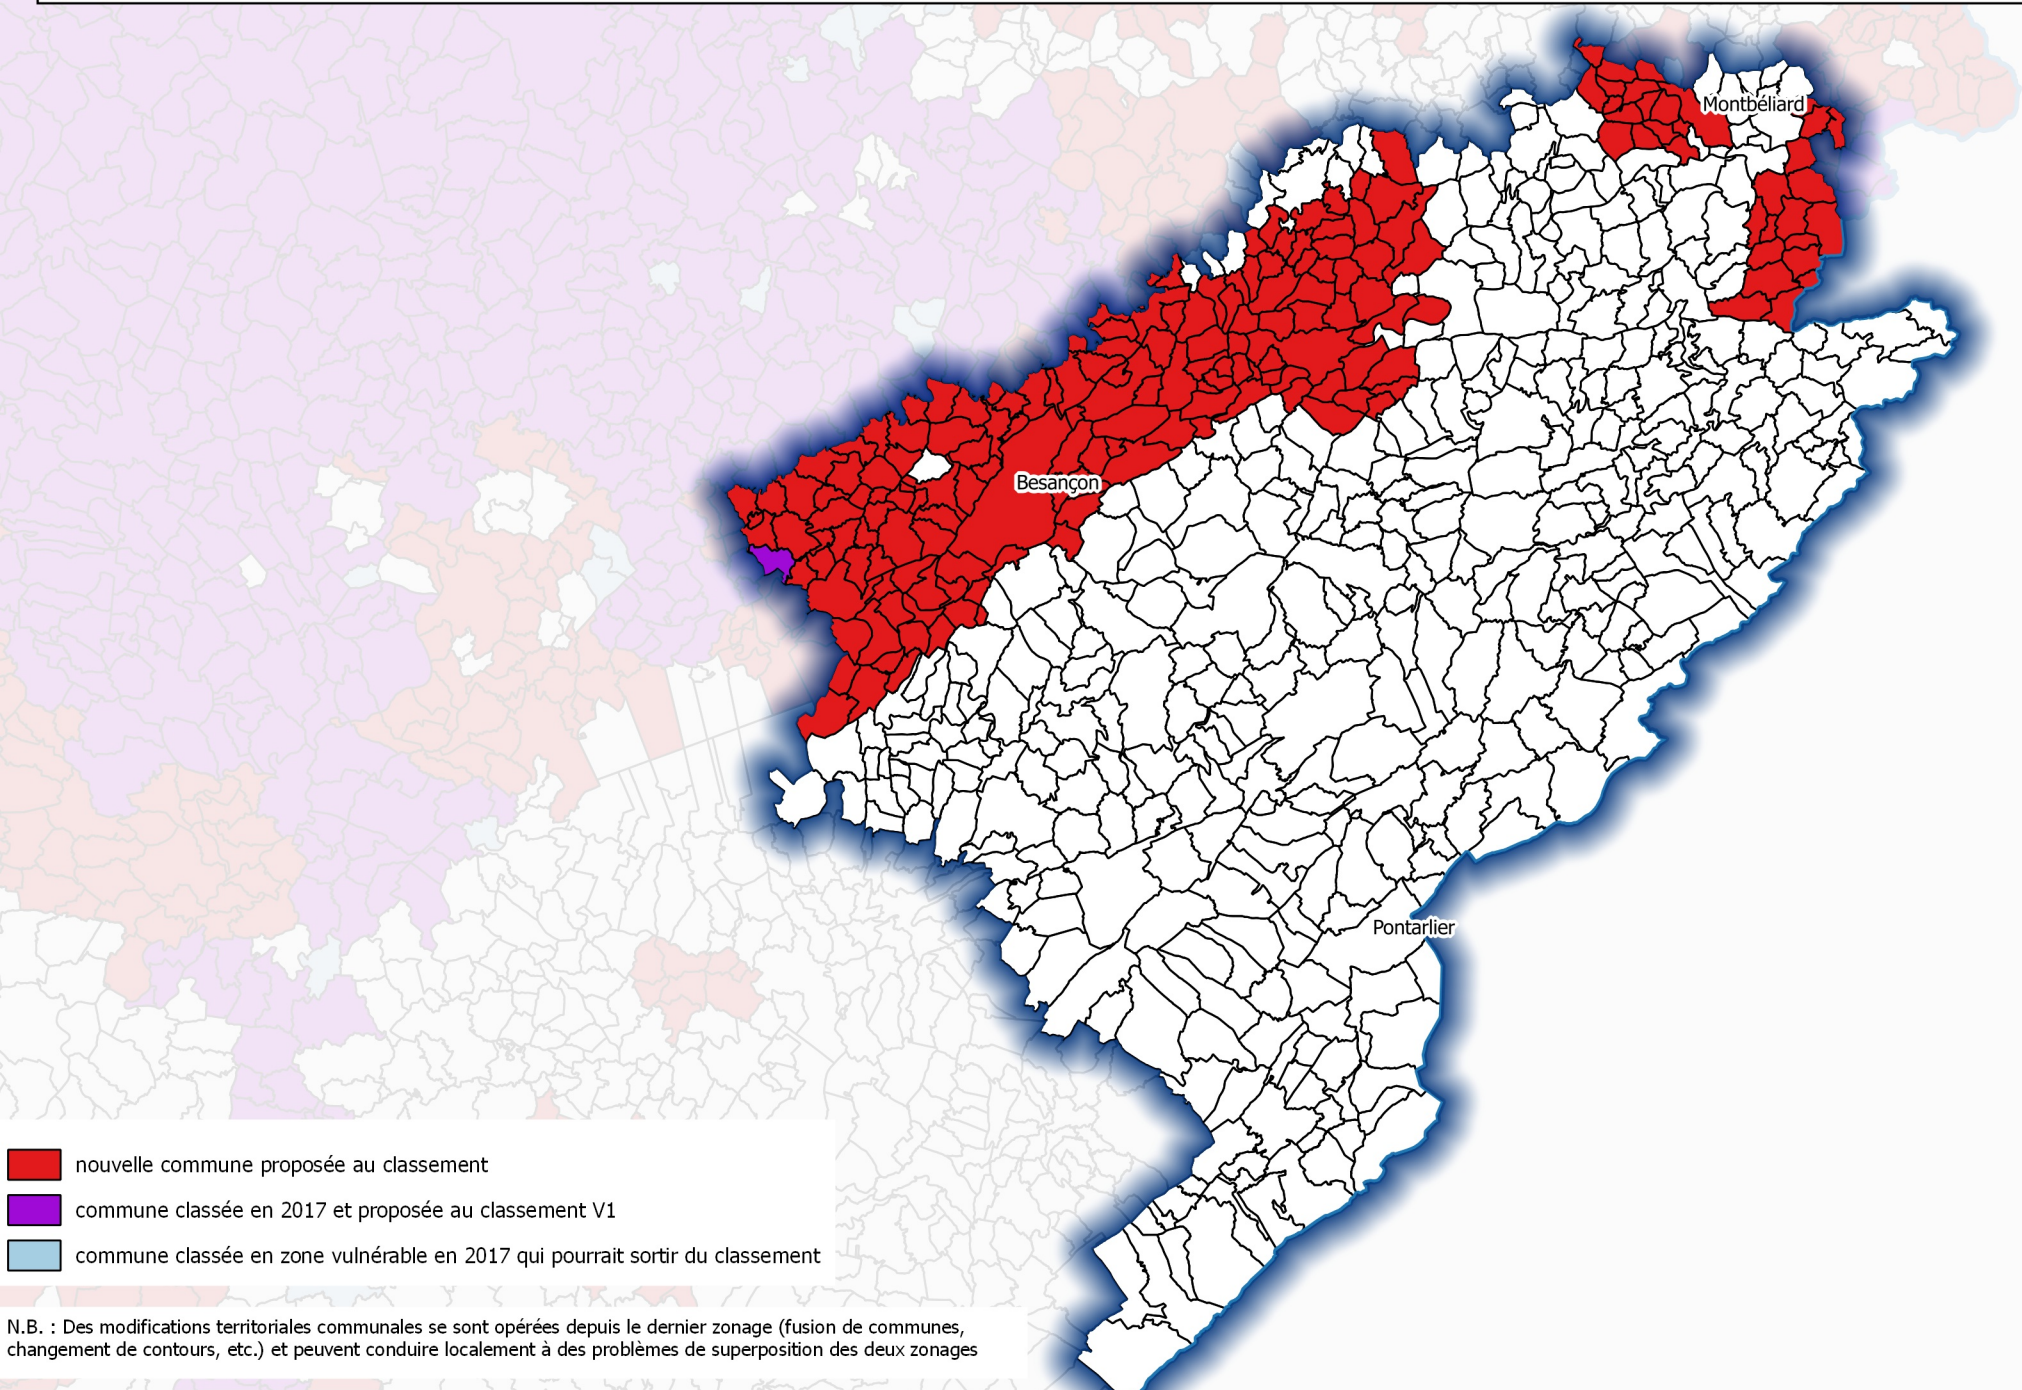 Montbéliard
Besançon
Pontarlier
nouvelle commune proposée au classement
commune classée en 2017 et proposée au classement V1
commune classée en zone vulnérable en 2017 qui pourrait sortir du classement
N.B. : Des modifications territoriales communales se sont opérées depuis le dernier zonage (fusion de communes,
changement de contours, etc.) et peuvent conduire localement à des problèmes de superposition des deux zonages